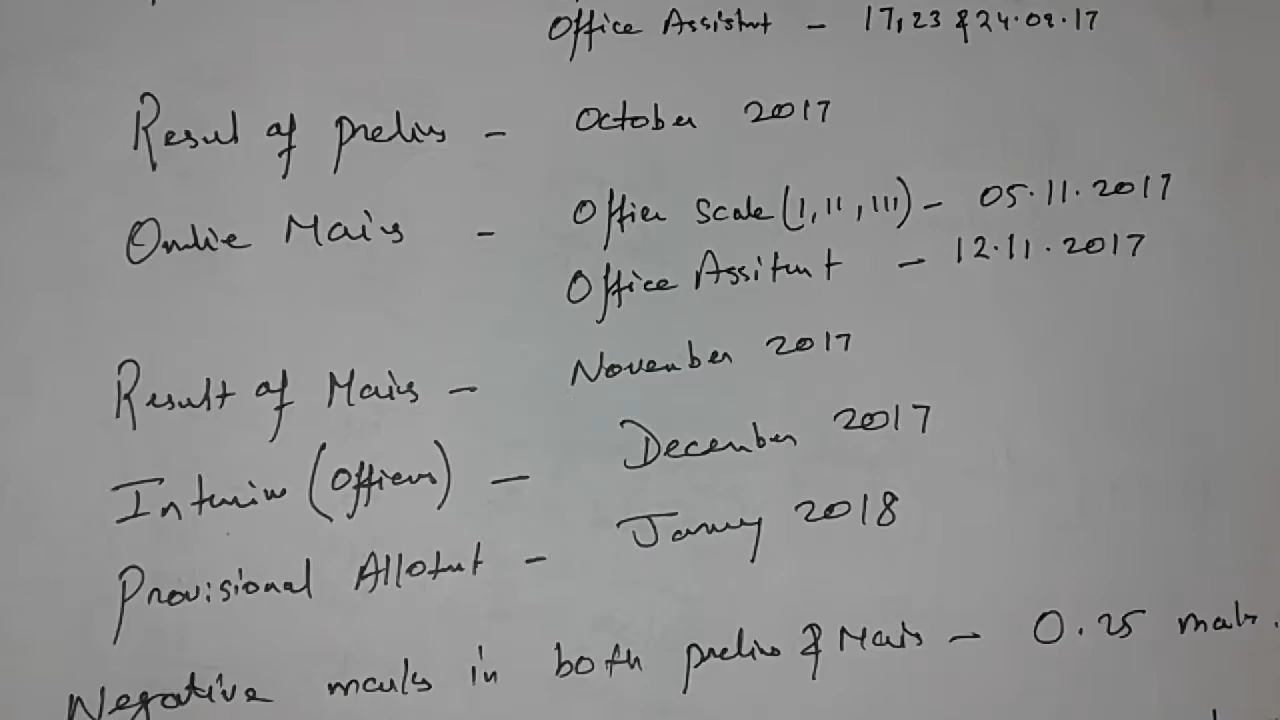 Office Assistant - 17,23 & 24.09.17
Result of prelims - October 2017
Online Mains - Officer Scale (I, II, III) - 05.11.2017
Office Assitant - 12.11.2017
Result of Mains - November 2017
Interview (Officers) - December 2017
Provisional Allotment - January 2018
Negative marks in both prelims & Mains - 0.25 marks.